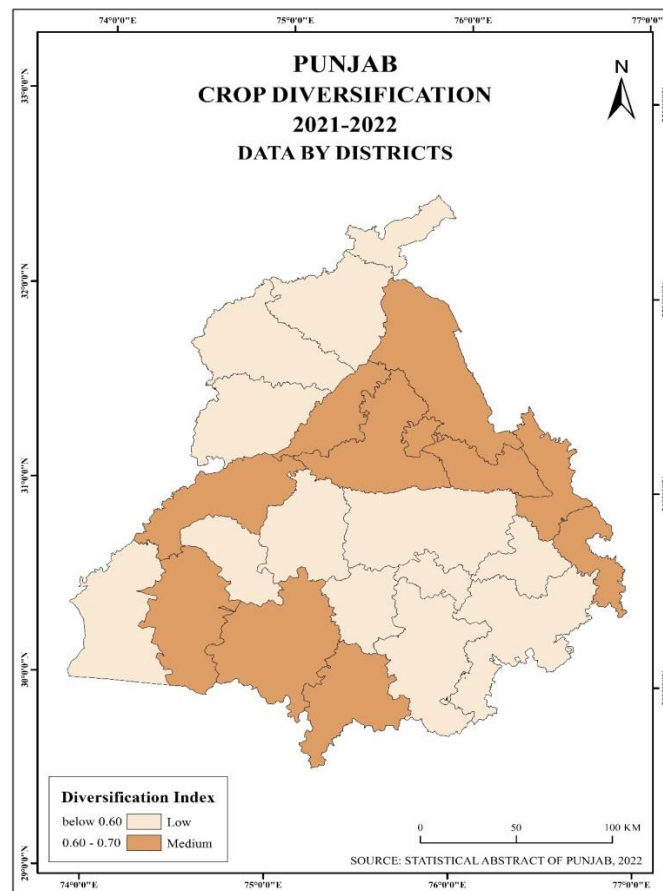 74°0'0"E 75°0'0"E 76°0'0"E 77°0'0"E
PUNJAB
CROP DIVERSIFICATION
2021-2022
DATA BY DISTRICTS
N
33°0'0"N
32°0'0"N
31°0'0"N
30°0'0"N
29°0'0"N
Diversification Index
below 0.60 Low
0.60 - 0.70 Medium
0 50 100 KM
SOURCE: STATISTICAL ABSTRACT OF PUNJAB, 2022
74°0'0"E 75°0'0"E 76°0'0"E 77°0'0"E